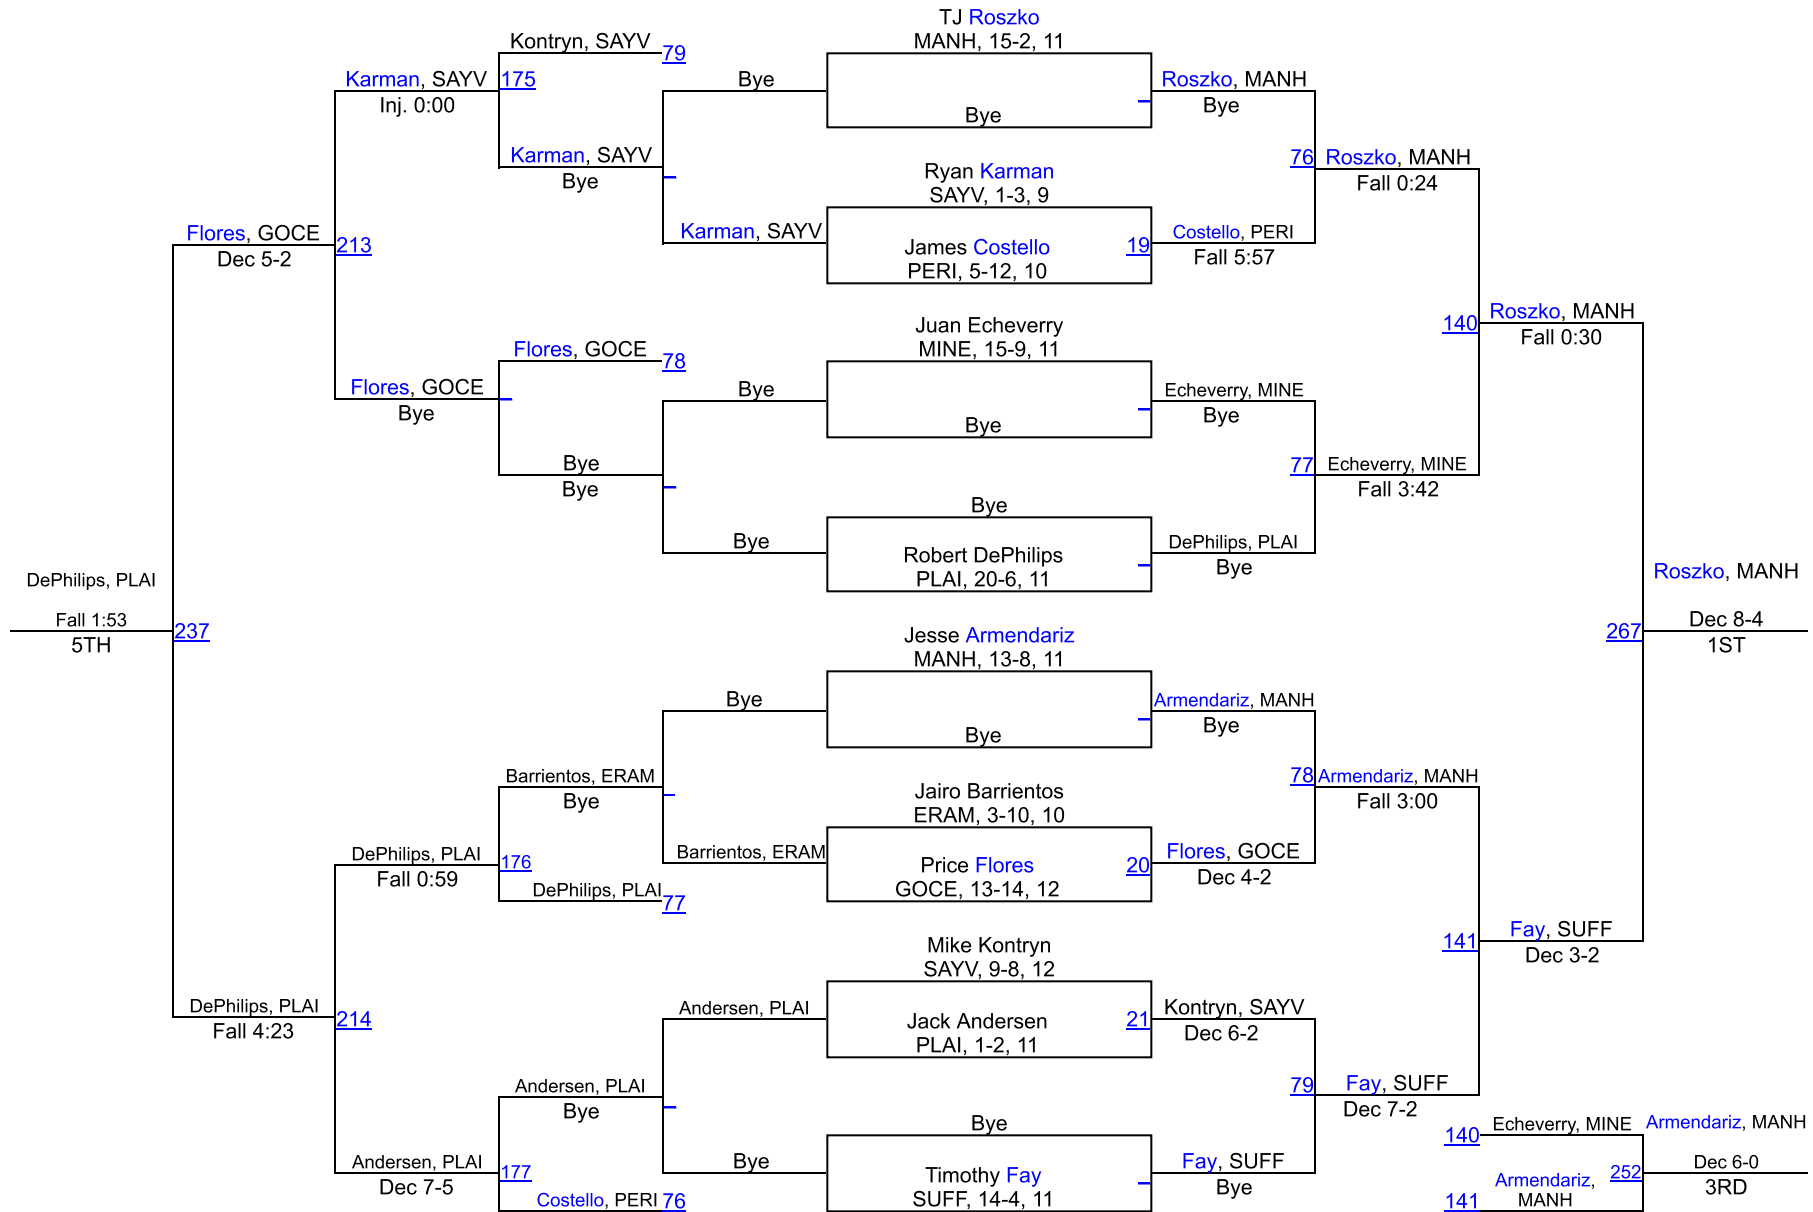 TJ Roszko
MANH, 15-2, 11
Kontryn, SAYV
79
Karman, SAYV
175
Bye
Roszko, MANH
Inj. 0:00
Bye
Bye
Karman, SAYV
Bye
76
Roszko, MANH
Fall 0:24
Ryan Karman
SAYV, 1-3, 9
Flores, GOCE
Dec 5-2
213
Karman, SAYV
James Costello
PERI, 5-12, 10
19
Costello, PERI
Fall 5:57
140
Roszko, MANH
Fall 0:30
Juan Echeverry
MINE, 15-9, 11
Flores, GOCE
78
Flores, GOCE
Bye
Bye
Echeverry, MINE
Bye
Bye
Bye
Bye
77
Echeverry, MINE
Fall 3:42
Bye
Bye
Robert DePhilips
PLAI, 20-6, 11
DePhilips, PLAI
Bye
DePhilips, PLAI
Fall 1:53
5TH
237
Roszko, MANH
267
Dec 8-4
1ST
Jesse Armendariz
MANH, 13-8, 11
Bye
Armendariz, MANH
Bye
Bye
Barrientos, ERAM
Bye
78
Armendariz, MANH
Fall 3:00
Jairo Barrientos
ERAM, 3-10, 10
DePhilips, PLAI
Fall 0:59
176
Barrientos, ERAM
Price Flores
GOCE, 13-14, 12
20
Flores, GOCE
Dec 4-2
DePhilips, PLAI
77
141
Fay, SUFF
Dec 3-2
Mike Kontryn
SAYV, 9-8, 12
DePhilips, PLAI
Fall 4:23
214
Andersen, PLAI
Jack Andersen
PLAI, 1-2, 11
21
Kontryn, SAYV
Dec 6-2
Andersen, PLAI
Bye
79
Fay, SUFF
Dec 7-2
Bye
Andersen, PLAI
Dec 7-5
177
Bye
Timothy Fay
SUFF, 14-4, 11
Fay, SUFF
Bye
Costello, PERI
76
140
Echeverry, MINE
Armendariz, MANH
141
Armendariz,
MANH
252
Dec 6-0
3RD